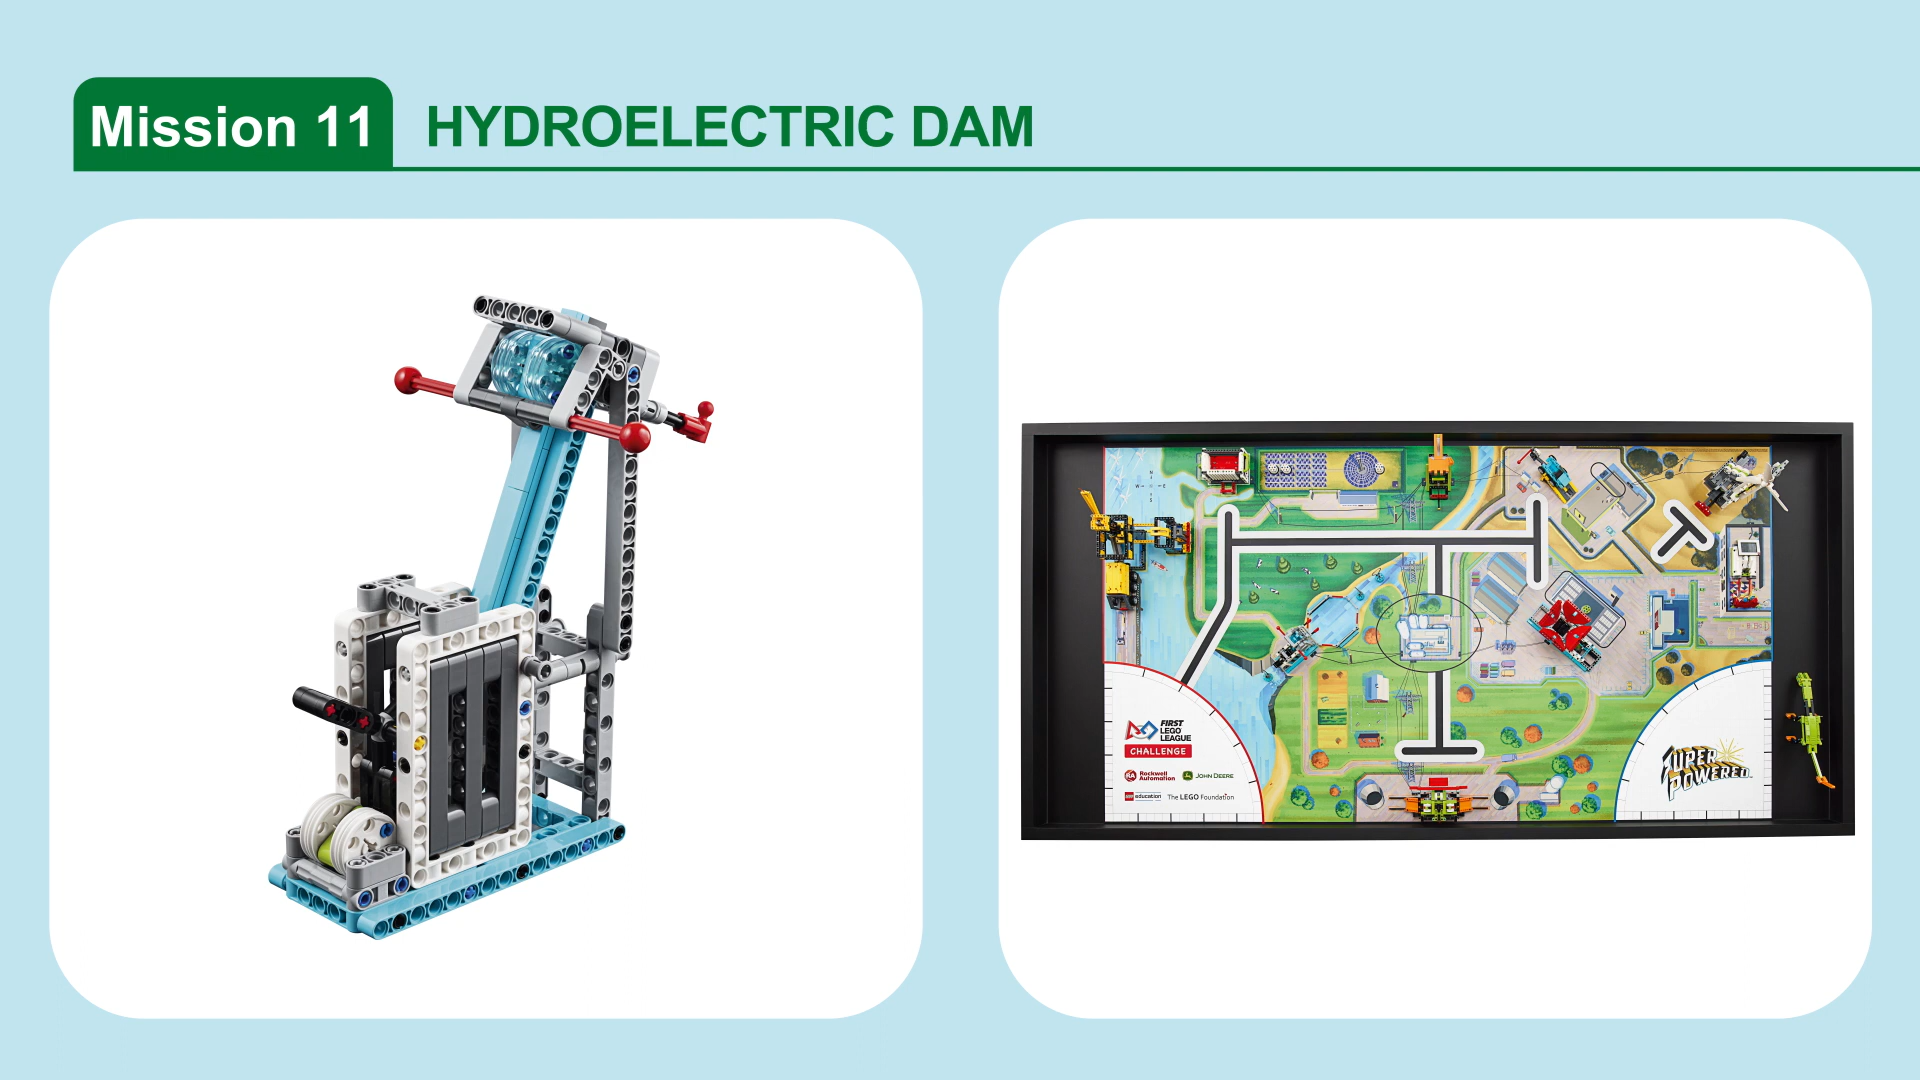 Mission 11
HYDROELECTRIC DAM
N
W
E
S
FIRST
LEGO
LEAGUE
CHALLENGE
Rockwell
Automation
JOHN DEERE
education
The LEGO Foundation
SUPER
POWERED